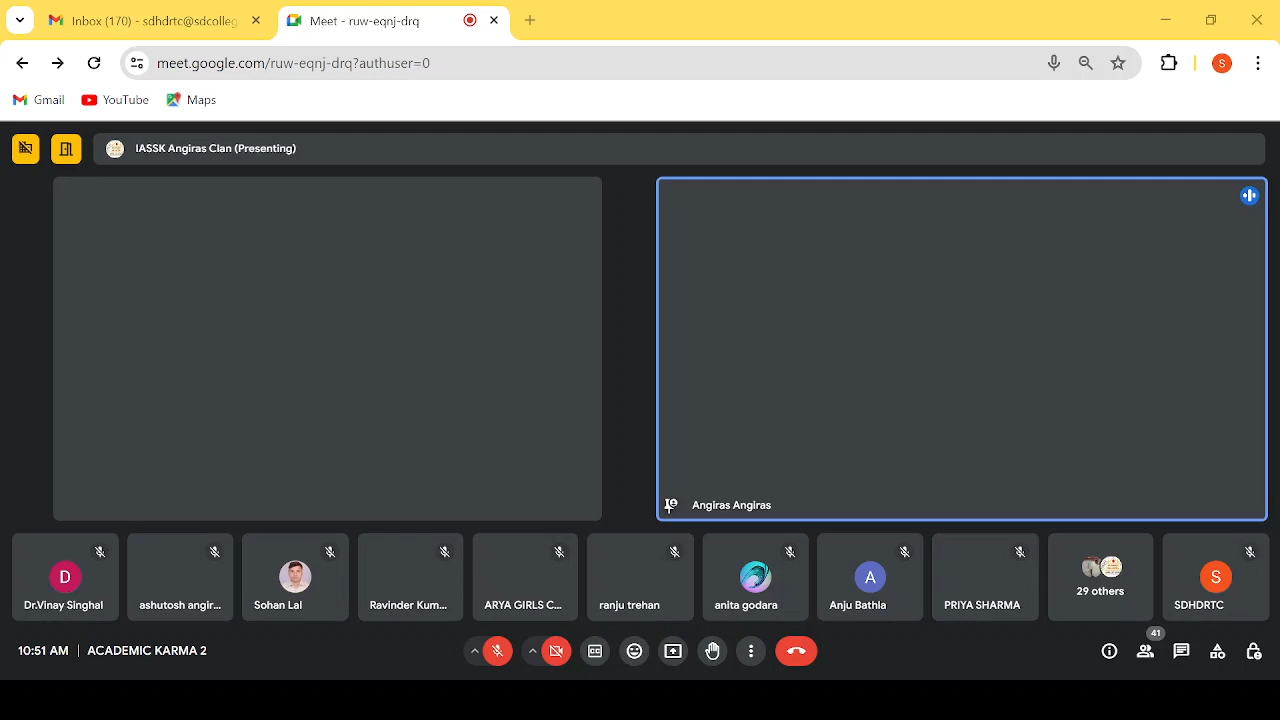 Inbox (170) - sdhdrtc@sdcolleg
Meet - ruw-eqnj-drq
meet.google.com/ruw-eqnj-drq?authuser=0
S
Gmail
YouTube
Maps
IASSK Angiras Clan (Presenting)
Angiras Angiras
D
A
S
Dr.Vinay Singhal
ashutosh angir...
Sohan Lal
Ravinder Kum...
ARYA GIRLS C...
ranju trehan
anita godara
Anju Bathla
PRIYA SHARMA
29 others
SDHDRTC
10:51 AM | ACADEMIC KARMA 2
CC
41